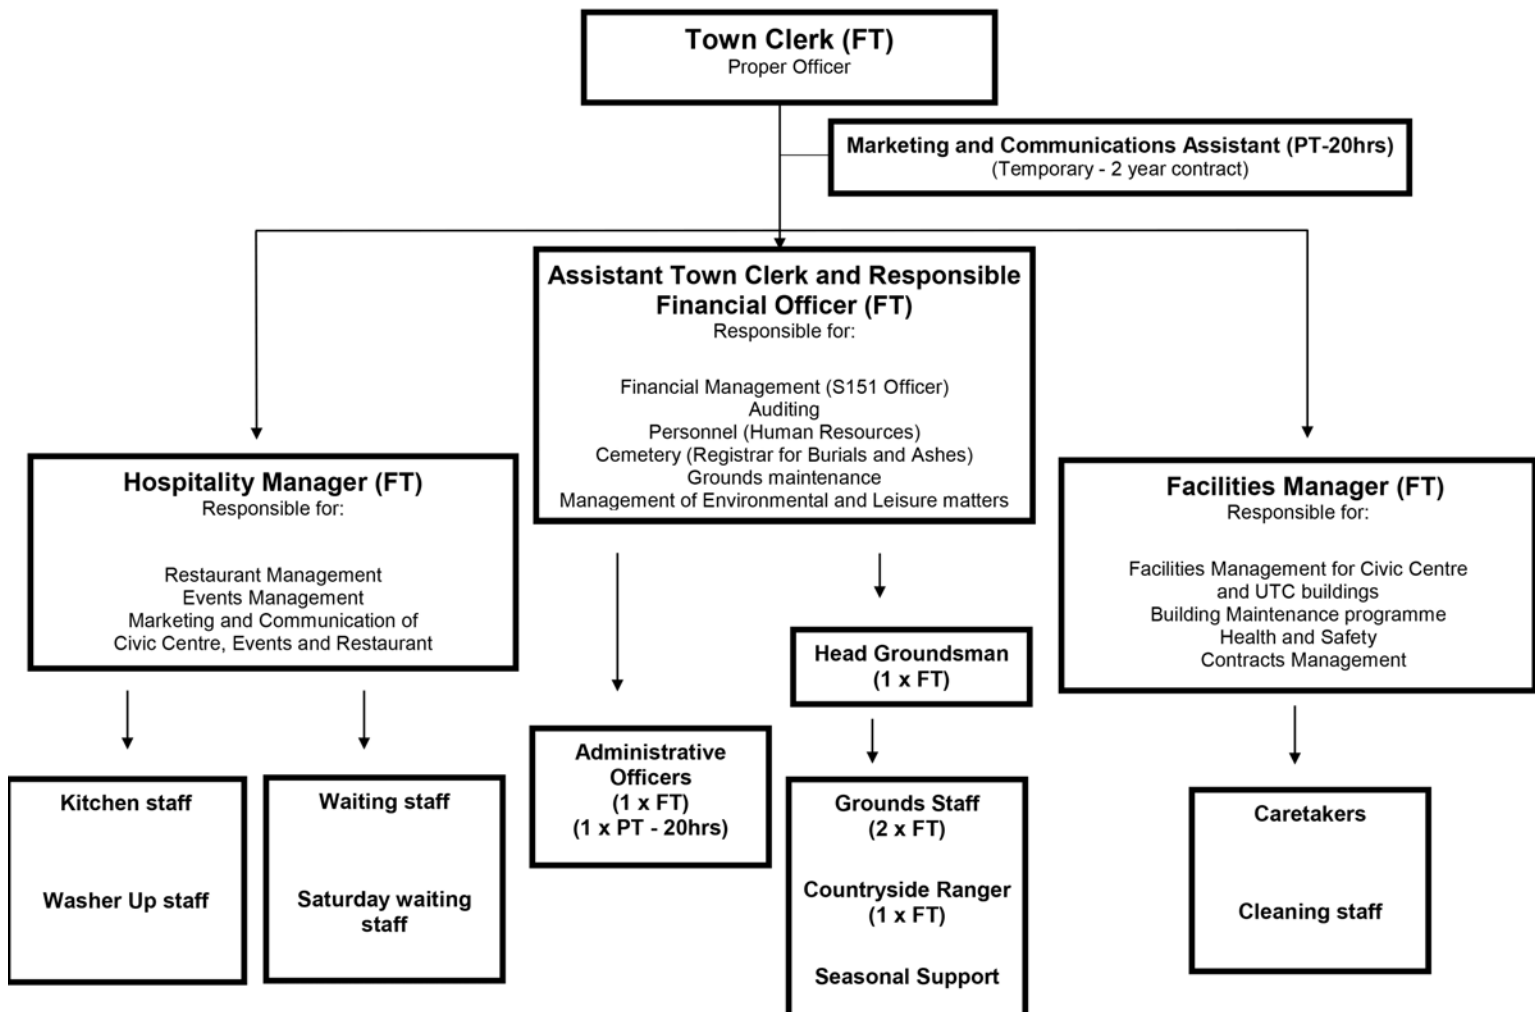 Town Clerk (FT)
Proper Officer
Marketing and Communications Assistant (PT-20hrs)
(Temporary - 2 year contract)
Assistant Town Clerk and Responsible
Financial Officer (FT)
Responsible for:
Financial Management (S151 Officer)
Auditing
Personnel (Human Resources)
Cemetery (Registrar for Burials and Ashes)
Grounds maintenance
Management of Environmental and Leisure matters
Hospitality Manager (FT)
Responsible for:
Restaurant Management
Events Management
Marketing and Communication of
Civic Centre, Events and Restaurant
Facilities Manager (FT)
Responsible for:
Facilities Management for Civic Centre
and UTC buildings
Building Maintenance programme
Health and Safety
Contracts Management
Head Groundsman
(1 x FT)
Kitchen staff
Washer Up staff
Waiting staff
Saturday waiting
staff
Administrative
Officers
(1 x FT)
(1 x PT - 20hrs)
Grounds Staff
(2 x FT)
Countryside Ranger
(1 x FT)
Seasonal Support
Caretakers
Cleaning staff